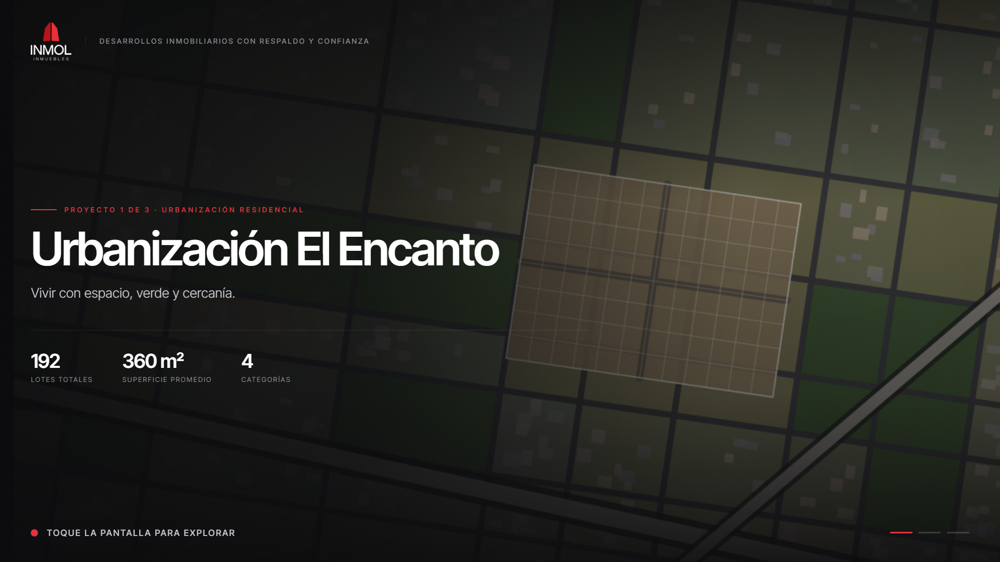 INMOL
INMUEBLES
DESARROLLOS INMOBILIARIOS CON RESPALDO Y CONFIANZA
PROYECTO 1 DE 3 · URBANIZACIÓN RESIDENCIAL
Urbanización El Encanto
Vivir con espacio, verde y cercanía.
192
LOTES TOTALES
360 m²
SUPERFICIE PROMEDIO
4
CATEGORÍAS
TOQUE LA PANTALLA PARA EXPLORAR